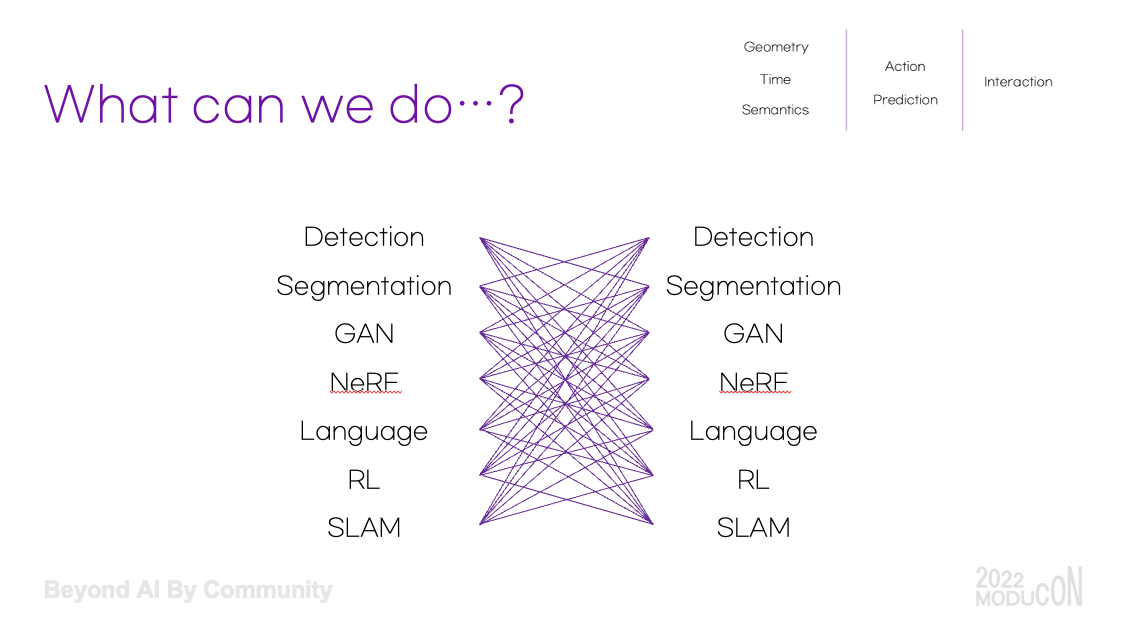 What can we do…?
Geometry
Time
Semantics
Action
Prediction
Interaction
Detection
Segmentation
GAN
NeRF
Language
RL
SLAM
Detection
Segmentation
GAN
NeRF
Language
RL
SLAM
Beyond AI By Community
2022
MODUCON